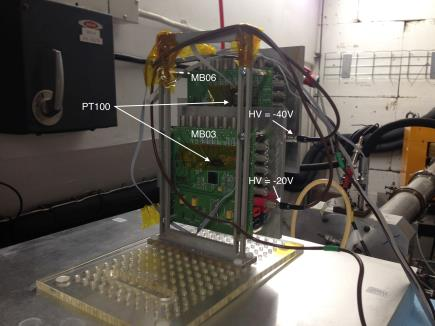 MB06
PT100
HV = -40V
MB03
HV = -20V